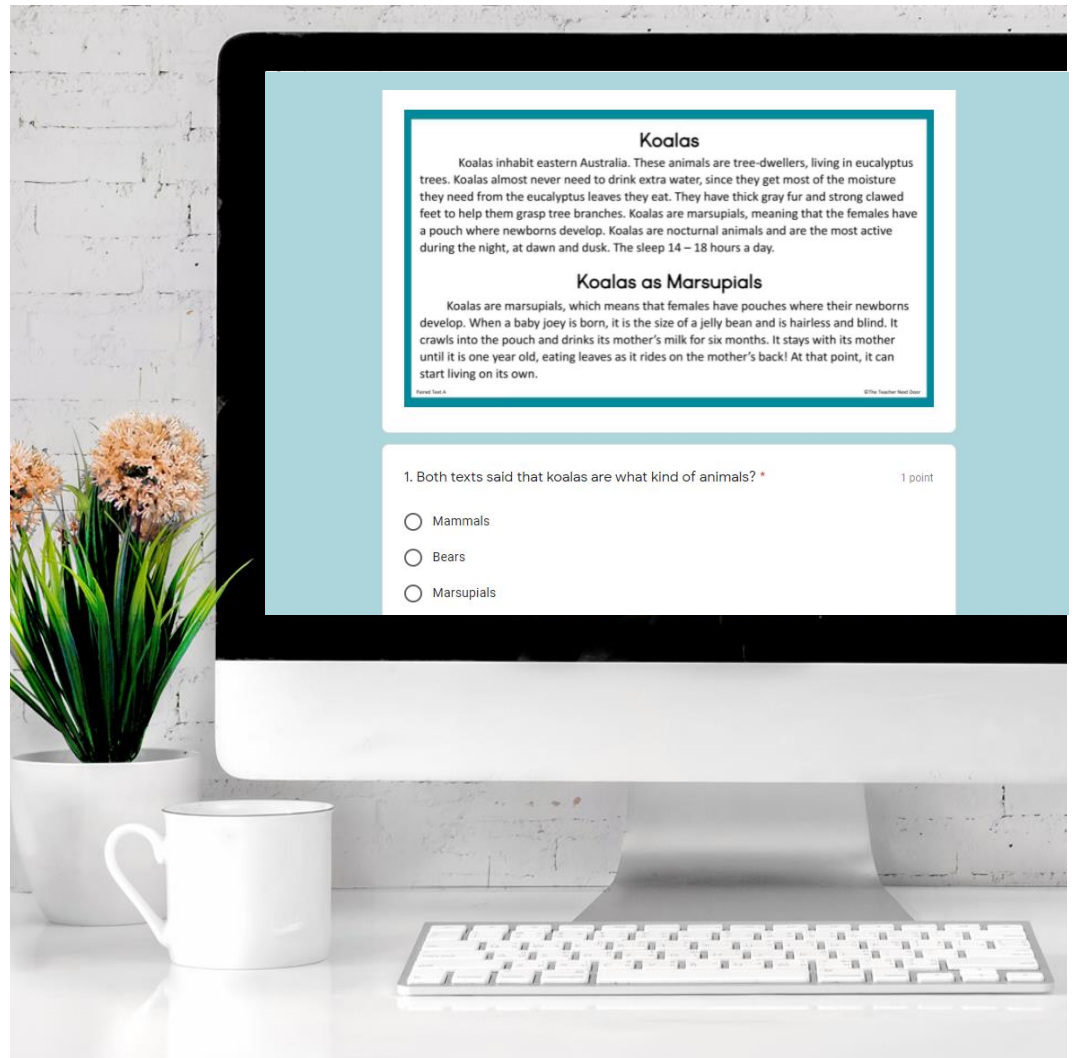 Koalas
Koalas inhabit eastern Australia. These animals are tree-dwellers, living in eucalyptus
trees. Koalas almost never need to drink extra water, since they get most of the moisture
they need from the eucalyptus leaves they eat. They have thick gray fur and strong clawed
feet to help them grasp tree branches. Koalas are marsupials, meaning that the females have
a pouch where newborns develop. Koalas are nocturnal animals and are the most active
during the night, at dawn and dusk. The sleep 14 – 18 hours a day.
Koalas as Marsupials
Koalas are marsupials, which means that females have pouches where their newborns
develop. When a baby joey is born, it is the size of a jelly bean and is hairless and blind. It
crawls into the pouch and drinks its mother's milk for six months. It stays with its mother
until it is one year old, eating leaves as it rides on the mother's back! At that point, it can
start living on its own.
Paired Text A ©The Teacher Next Door
1. Both texts said that koalas are what kind of animals? * 1 point
Mammals
Bears
Marsupials